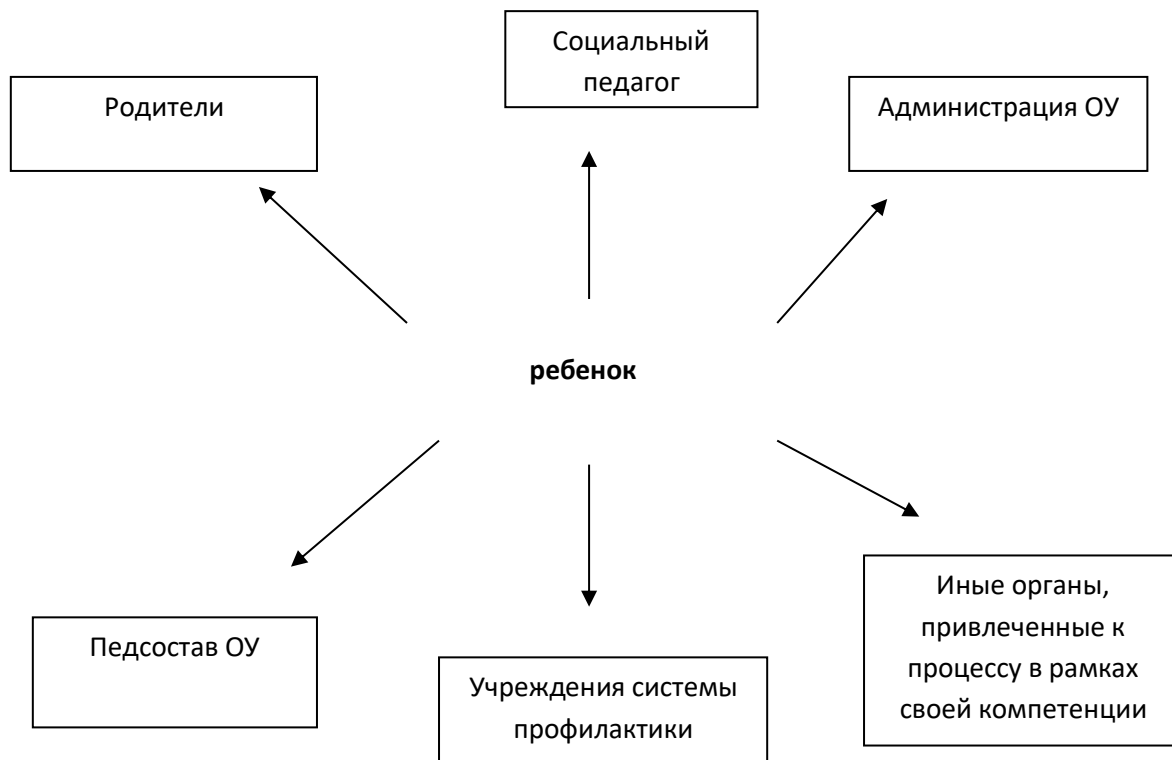 Социальный
педагог
Родители
Администрация ОУ
ребенок
Педсостав ОУ
Учреждения системы
профилактики
Иные органы,
привлеченные к
процессу в рамках
своей компетенции